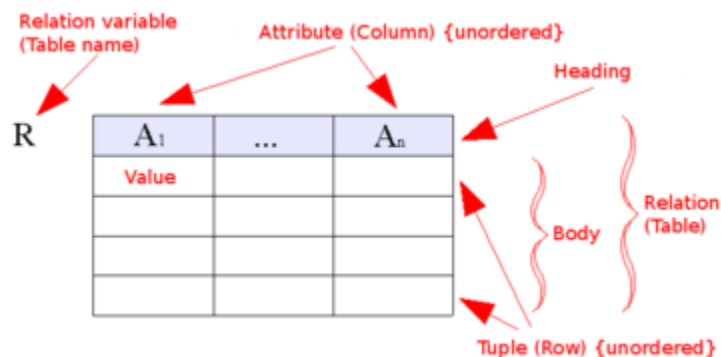 Relation variable
(Table name)
Attribute (Column) {unordered}
Heading
R
A1 ... An
Value
Relation
(Table)
Body
Tuple (Row) {unordered}